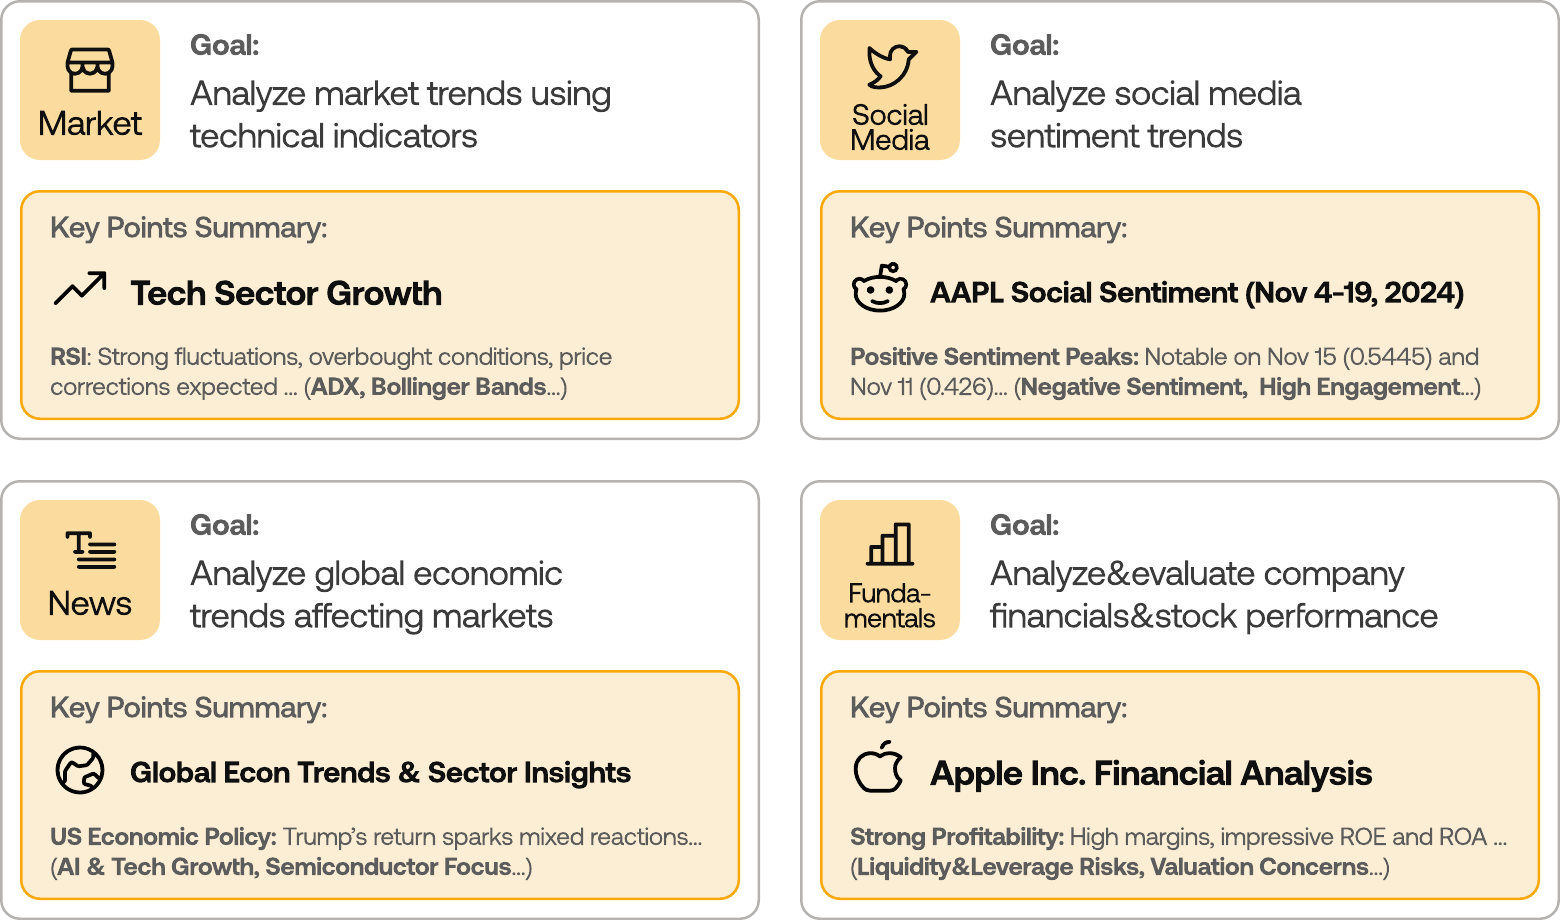 Market
Goal:
Analyze market trends using
technical indicators
Key Points Summary:
Tech Sector Growth
RSI: Strong fluctuations, overbought conditions, price
corrections expected ... (ADX, Bollinger Bands...)
Social
Media
Goal:
Analyze social media
sentiment trends
Key Points Summary:
AAPL Social Sentiment (Nov 4-19, 2024)
Positive Sentiment Peaks: Notable on Nov 15 (0.5445) and
Nov 11 (0.426)... (Negative Sentiment, High Engagement...)
News
Goal:
Analyze global economic
trends affecting markets
Key Points Summary:
Global Econ Trends & Sector Insights
US Economic Policy: Trump's return sparks mixed reactions...
(AI & Tech Growth, Semiconductor Focus...)
Funda-
mentals
Goal:
Analyze&evaluate company
financials&stock performance
Key Points Summary:
Apple Inc. Financial Analysis
Strong Profitability: High margins, impressive ROE and ROA ...
(Liquidity&Leverage Risks, Valuation Concerns...)